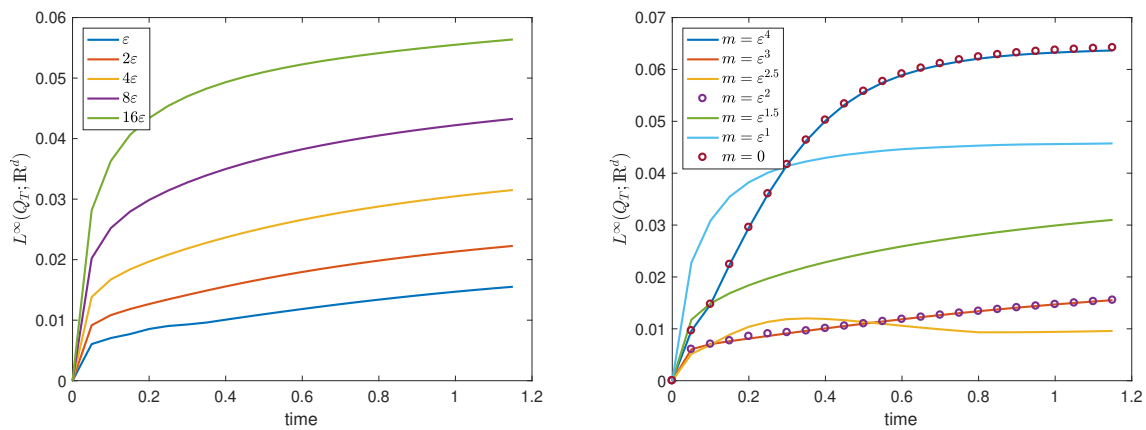 0.06
0.05
0.04
0.03
0.02
0.01
0
L^∞(Q_T; ℝ^d)
ε
2ε
4ε
8ε
16ε
0 0.2 0.4 0.6 0.8 1 1.2
time
0.07
0.06
0.05
0.04
0.03
0.02
0.01
0
L^∞(Q_T; ℝ^d)
m = ε^4
m = ε^3
m = ε^2.5
m = ε^2
m = ε^1.5
m = ε^1
m = 0
0 0.2 0.4 0.6 0.8 1 1.2
time